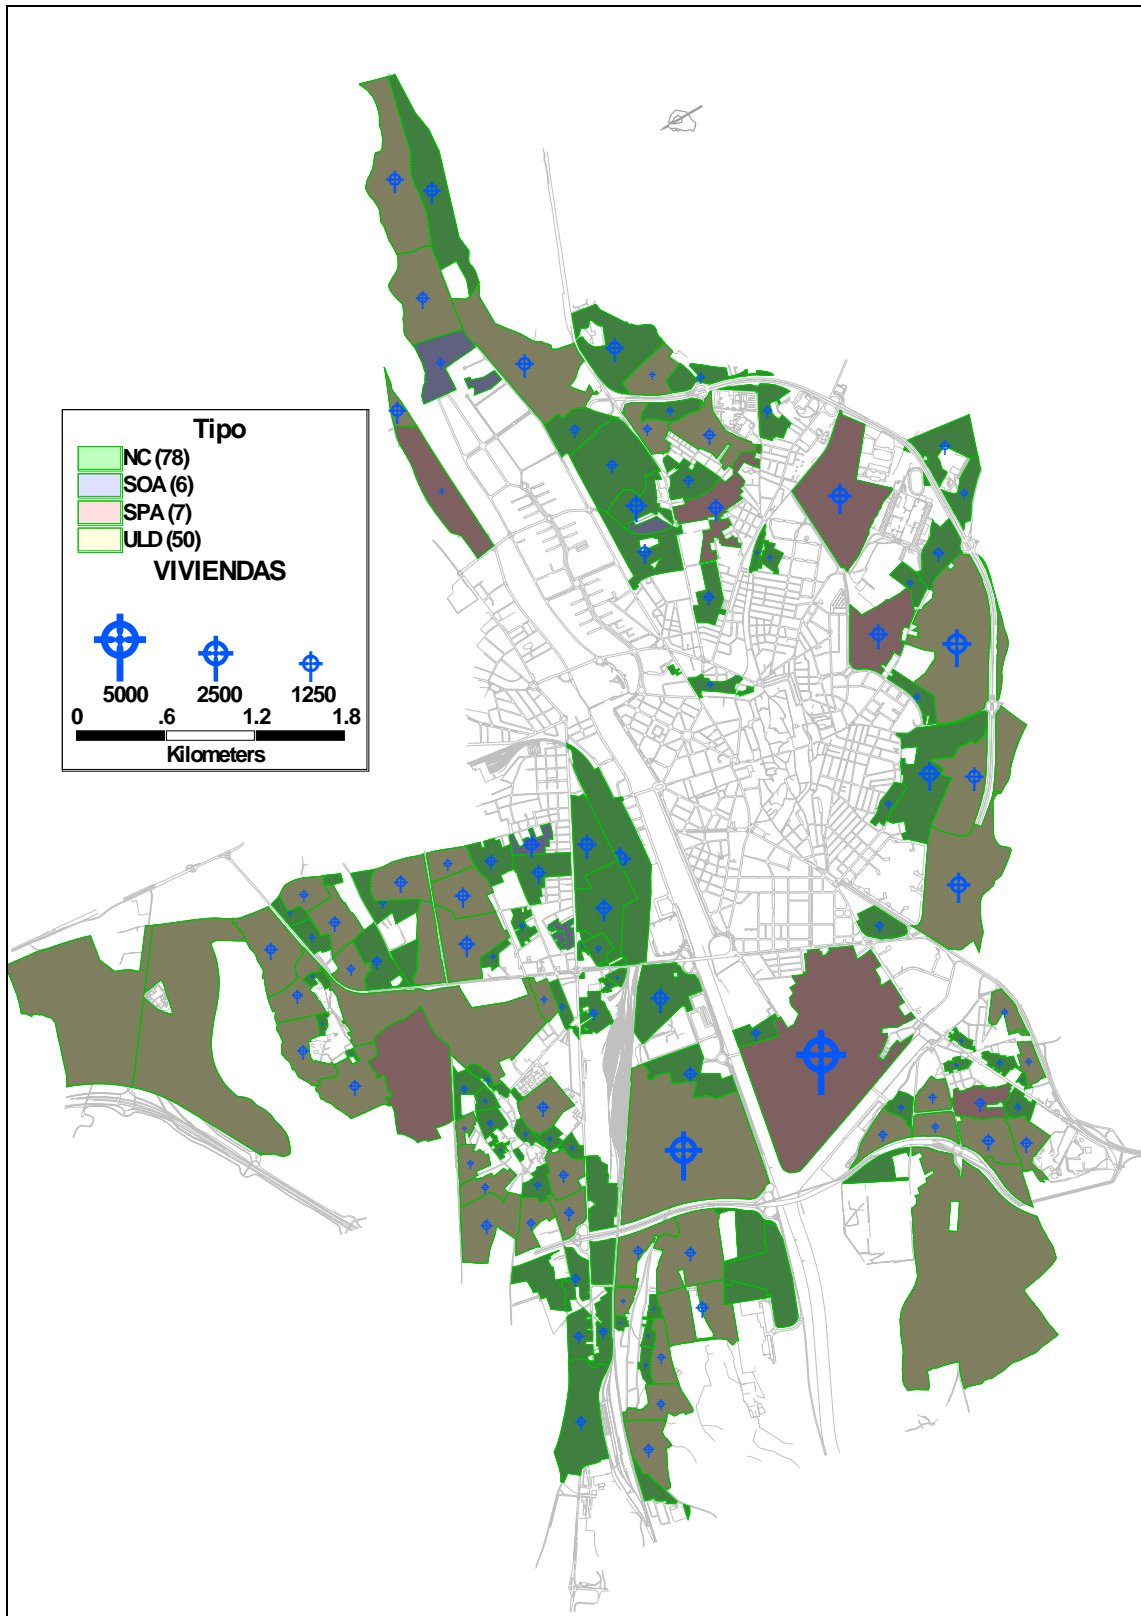 Tipo
NC (78)
SOA (6)
SPA (7)
ULD (50)
VIVIENDAS
5000 2500 1250
0 .6 1.2 1.8
Kilometers